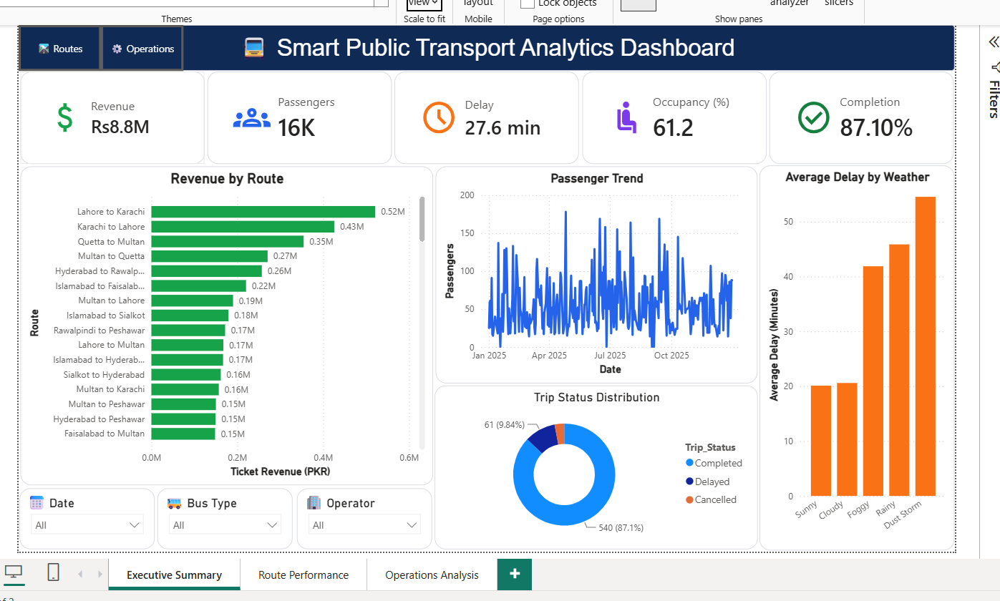 View
layout
Lock objects
analyzer
slicers
Themes
Scale to fit
Mobile
Page options
Show panes
Routes
Operations
Smart Public Transport Analytics Dashboard
Filters
Revenue
Rs8.8M
Passengers
16K
Delay
27.6 min
Occupancy (%)
61.2
Completion
87.10%
Revenue by Route
Route
Lahore to Karachi 0.52M
Karachi to Lahore 0.43M
Quetta to Multan 0.35M
Multan to Quetta 0.27M
Hyderabad to Rawalp... 0.26M
Islamabad to Faisalab... 0.22M
Multan to Lahore 0.19M
Islamabad to Sialkot 0.18M
Rawalpindi to Peshawar 0.17M
Lahore to Multan 0.17M
Islamabad to Hyderab... 0.17M
Sialkot to Hyderabad 0.16M
Multan to Karachi 0.16M
Multan to Peshawar 0.15M
Hyderabad to Peshawar 0.15M
Faisalabad to Multan 0.15M
0.0M 0.2M 0.4M 0.6M
Ticket Revenue (PKR)
Passenger Trend
Passengers
200
150
100
50
0
Jan 2025 Apr 2025 Jul 2025 Oct 2025
Date
Average Delay by Weather
Average Delay (Minutes)
50
40
30
20
10
0
Sunny
Cloudy
Foggy
Rainy
Dust Storm
Trip Status Distribution
61 (9.84%)
540 (87.1%)
Trip_Status
Completed
Delayed
Cancelled
Date
All
Bus Type
All
Operator
All
Executive Summary
Route Performance
Operations Analysis
+